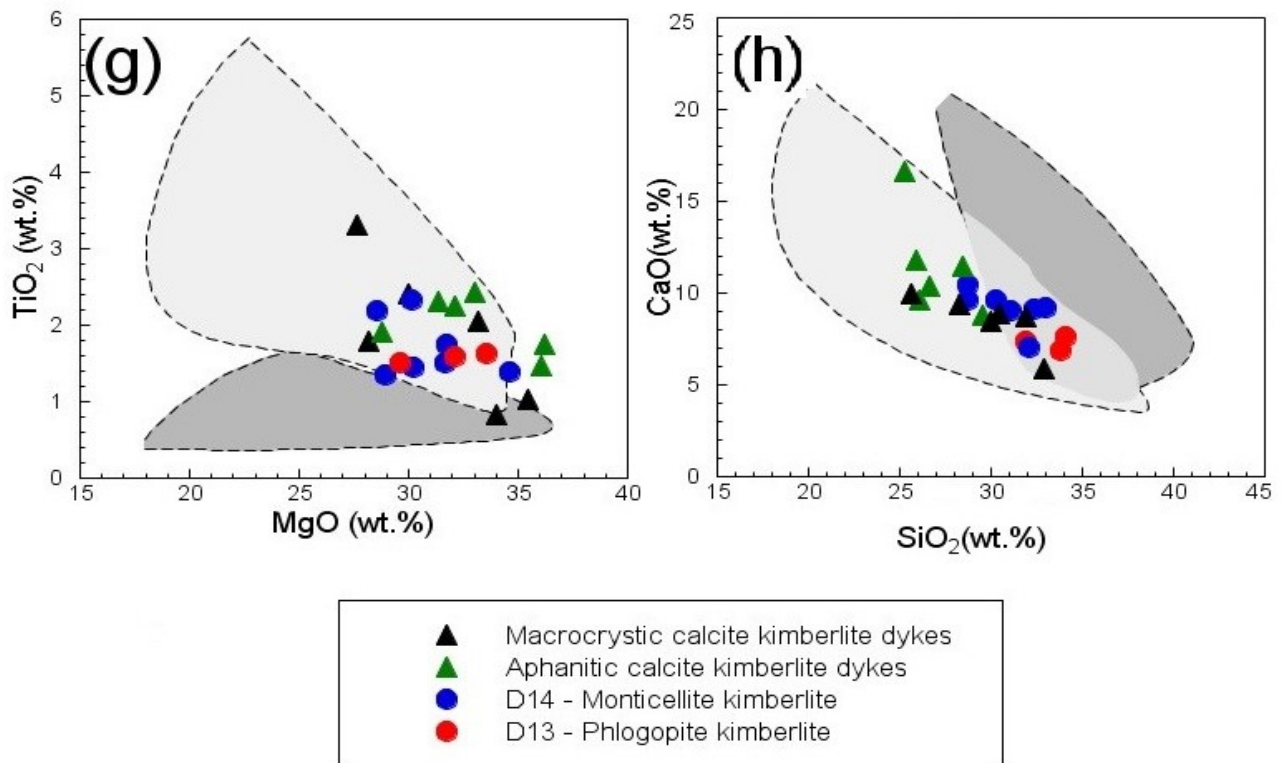 (g)
6
5
4
3
2
1
0
TiO₂ (wt.%)
15 20 25 30 35 40
MgO (wt.%)
(h)
25
20
15
10
5
0
CaO(wt.%)
15 20 25 30 35 40 45
SiO₂(wt.%)
Macrocrystic calcite kimberlite dykes
Aphanitic calcite kimberlite dykes
D14 - Monticellite kimberlite
D13 - Phlogopite kimberlite